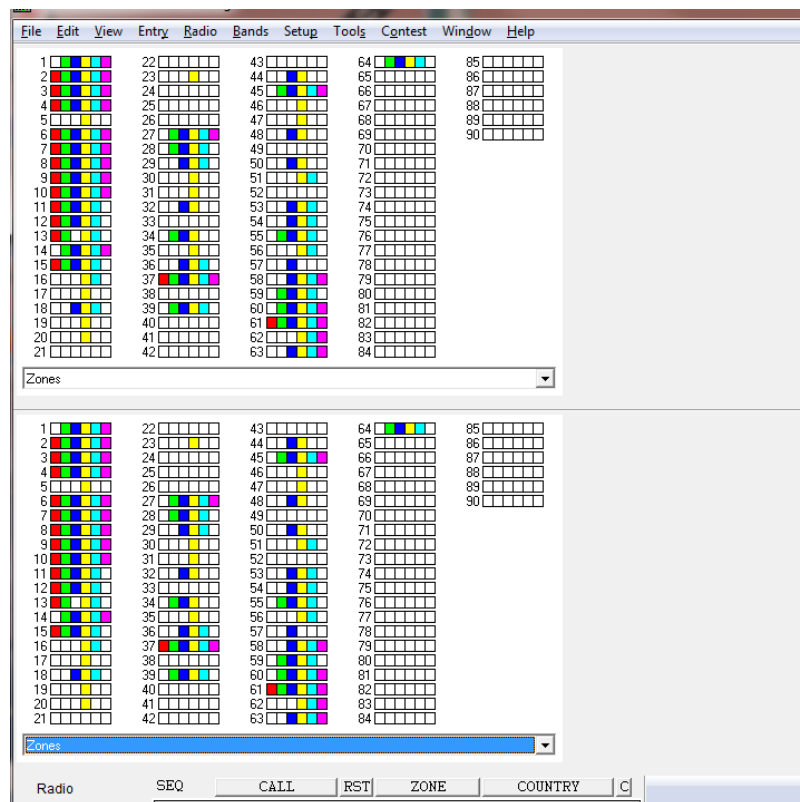 File Edit View Entry Radio Bands Setup Tools Contest Window Help
1 22 43 64 85
2 23 44 65 86
3 24 45 66 87
4 25 46 67 88
5 26 47 68 89
6 27 48 69 90
7 28 49 70
8 29 50 71
9 30 51 72
10 31 52 73
11 32 53 74
12 33 54 75
13 34 55 76
14 35 56 77
15 36 57 78
16 37 58 79
17 38 59 80
18 39 60 81
19 40 61 82
20 41 62 83
21 42 63 84
Zones
1 22 43 64 85
2 23 44 65 86
3 24 45 66 87
4 25 46 67 88
5 26 47 68 89
6 27 48 69 90
7 28 49 70
8 29 50 71
9 30 51 72
10 31 52 73
11 32 53 74
12 33 54 75
13 34 55 76
14 35 56 77
15 36 57 78
16 37 58 79
17 38 59 80
18 39 60 81
19 40 61 82
20 41 62 83
21 42 63 84
Zones
Radio SEQ CALL RST ZONE COUNTRY C